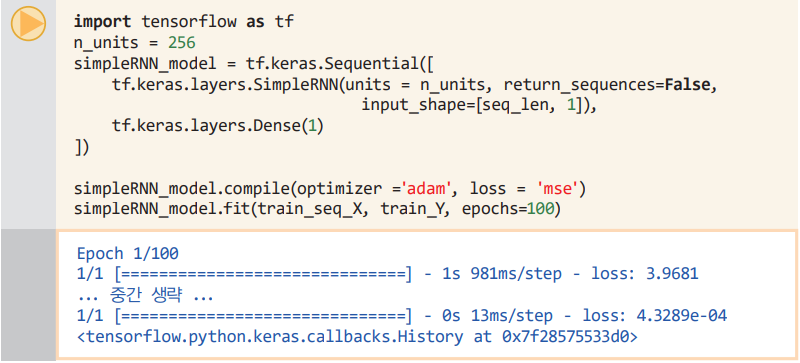 import tensorflow as tf
n_units = 256
simpleRNN_model = tf.keras.Sequential([
    tf.keras.layers.SimpleRNN(units = n_units, return_sequences=False,
                              input_shape=[seq_len, 1]),
    tf.keras.layers.Dense(1)
])

simpleRNN_model.compile(optimizer ='adam', loss = 'mse')
simpleRNN_model.fit(train_seq_X, train_Y, epochs=100)
Epoch 1/100
1/1 [==============================] - 1s 981ms/step - loss: 3.9681
... 중간 생략 ...
1/1 [==============================] - 0s 13ms/step - loss: 4.3289e-04
<tensorflow.python.keras.callbacks.History at 0x7f28575533d0>